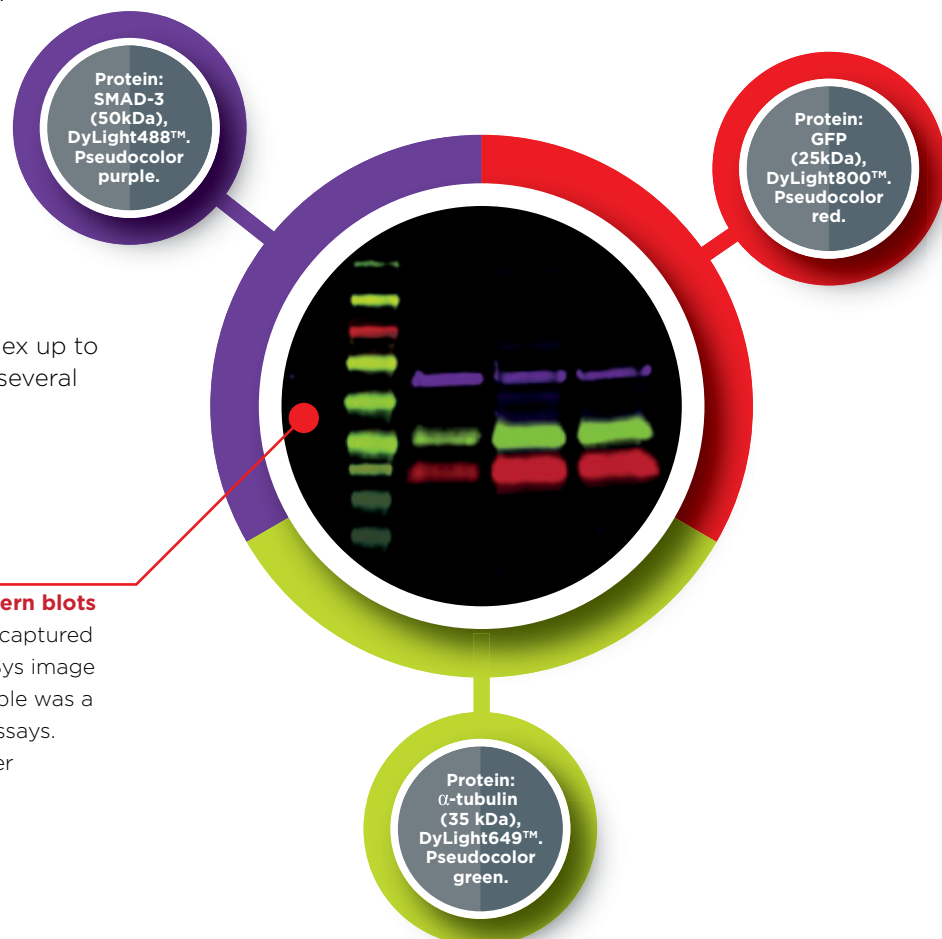 Protein:
SMAD-3
(50kDa),
DyLight488™.
Pseudocolor
purple.
Protein:
GFP
(25kDa),
DyLight800™.
Pseudocolor
red.
ex up to
several
ern blots
captured
ys image
ple was a
ssays.
er
Protein:
α-tubulin
(35 kDa),
DyLight649™.
Pseudocolor
green.